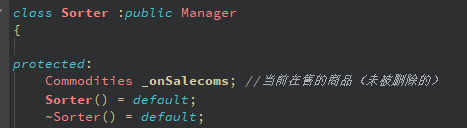 class Sorter :public Manager
{
protected:
Commodities _onSalecoms; //当前在售的商品（未被删除的）
Sorter() = default;
~Sorter() = default;